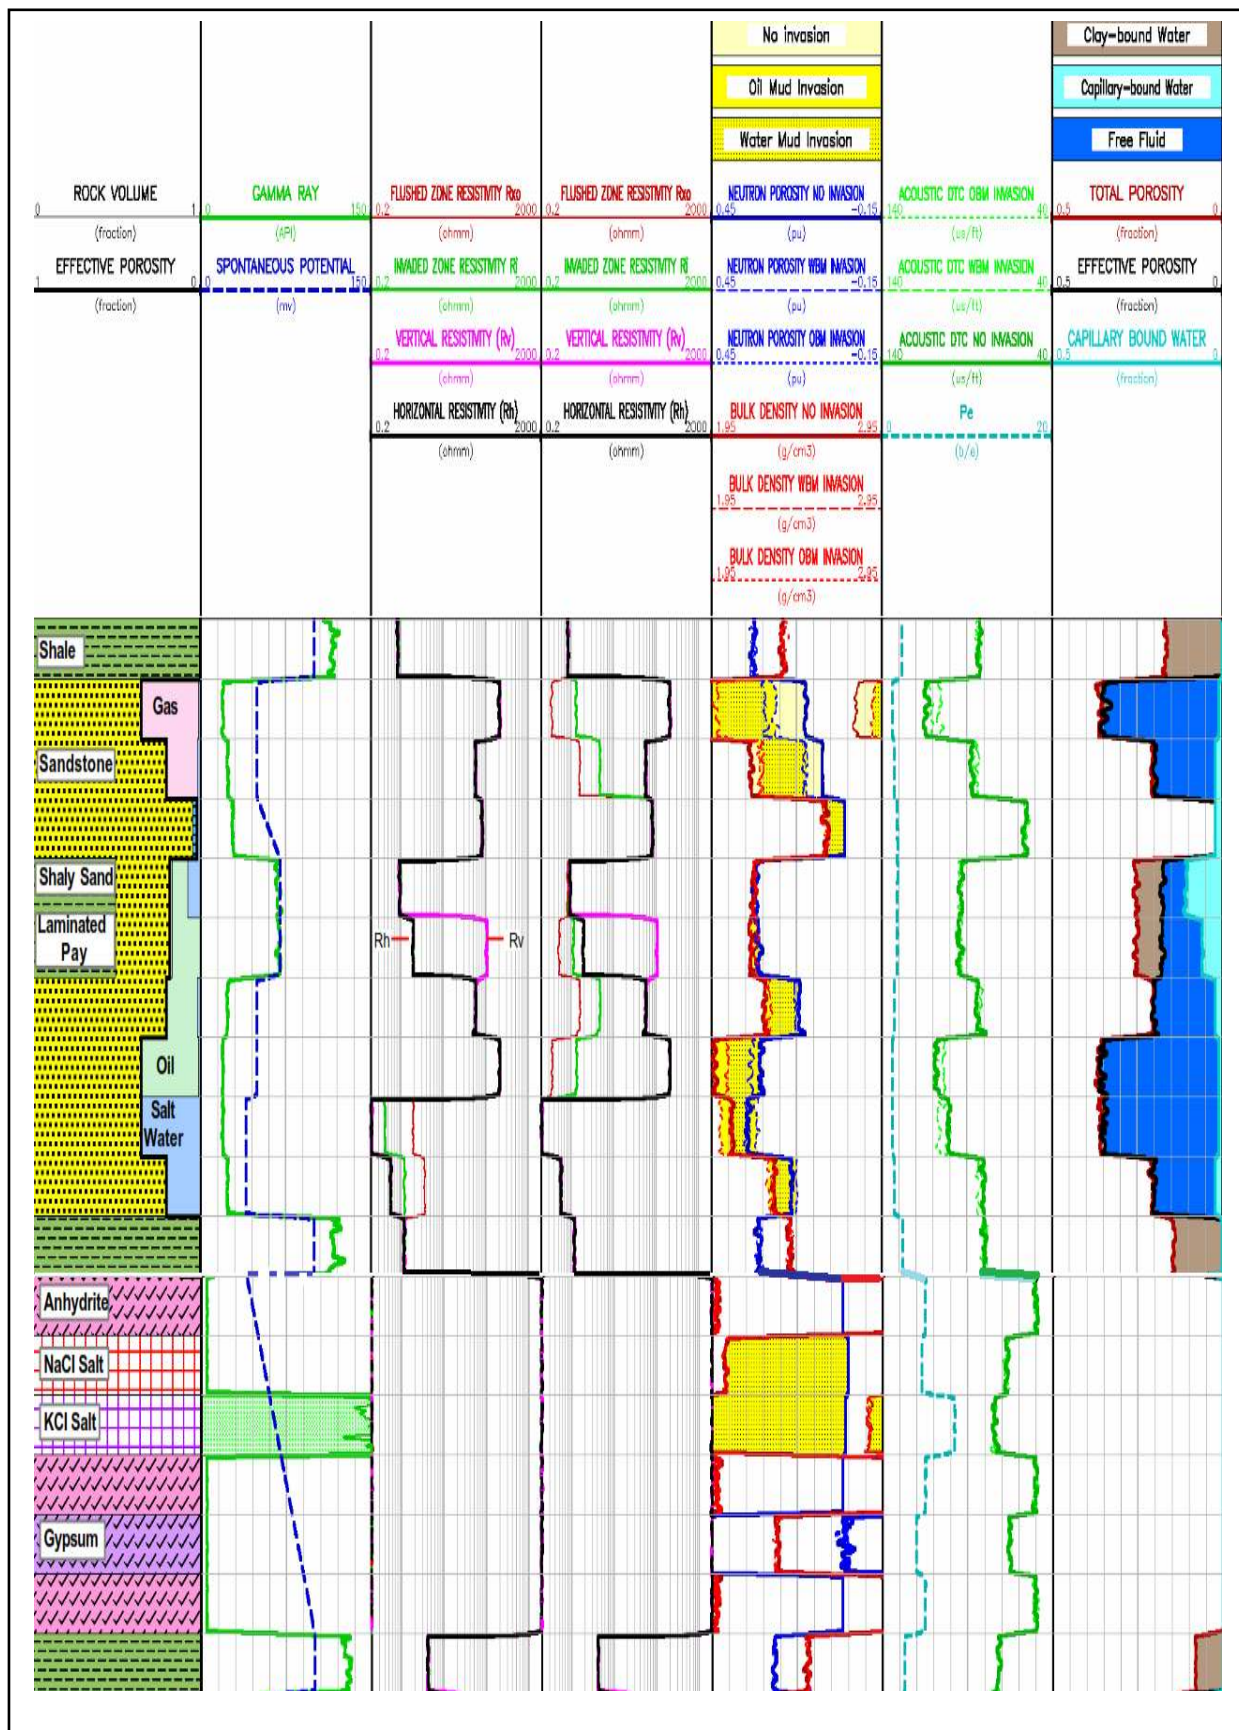 No invasion
Oil Mud Invasion
Water Mud Invasion
Clay-bound Water
Capillary-bound Water
Free Fluid
ROCK VOLUME
0 1
(fraction)
EFFECTIVE POROSITY
1 0
(fraction)
GAMMA RAY
0 150
(API)
SPONTANEOUS POTENTIAL
0 150
(mv)
FLUSHED ZONE RESISTIVITY Rxo
0.2 2000
(ohmm)
INVADED ZONE RESISTIVITY Ri
0.2 2000
(ohmm)
VERTICAL RESISTIVITY (Rv)
0.2 2000
(ohmm)
HORIZONTAL RESISTIVITY (Rh)
0.2 2000
(ohmm)
FLUSHED ZONE RESISTIVITY Rxo
0.2 2000
(ohmm)
INVADED ZONE RESISTIVITY Ri
0.2 2000
(ohmm)
VERTICAL RESISTIVITY (Rv)
0.2 2000
(ohmm)
HORIZONTAL RESISTIVITY (Rh)
0.2 2000
(ohmm)
NEUTRON POROSITY NO INVASION
0.45 -0.15
(pu)
NEUTRON POROSITY WBM INVASION
0.45 -0.15
(pu)
NEUTRON POROSITY OBM INVASION
0.45 -0.15
(pu)
BULK DENSITY NO INVASION
1.95 2.95
(g/cm3)
BULK DENSITY WBM INVASION
1.95 2.95
(g/cm3)
BULK DENSITY OBM INVASION
1.95 2.95
(g/cm3)
ACOUSTIC DTC OBM INVASION
140 40
(us/ft)
ACOUSTIC DTC WBM INVASION
140 40
(us/ft)
ACOUSTIC DTC NO INVASION
140 40
(us/ft)
Pe
0 20
(b/e)
TOTAL POROSITY
0.5 0
(fraction)
EFFECTIVE POROSITY
0.5 0
(fraction)
CAPILLARY BOUND WATER
0.5 0
(fraction)
Shale
Gas
Sandstone
Shaly Sand
Laminated
Pay
Rh Rv
Oil
Salt
Water
Anhydrite
NaCl Salt
KCl Salt
Gypsum